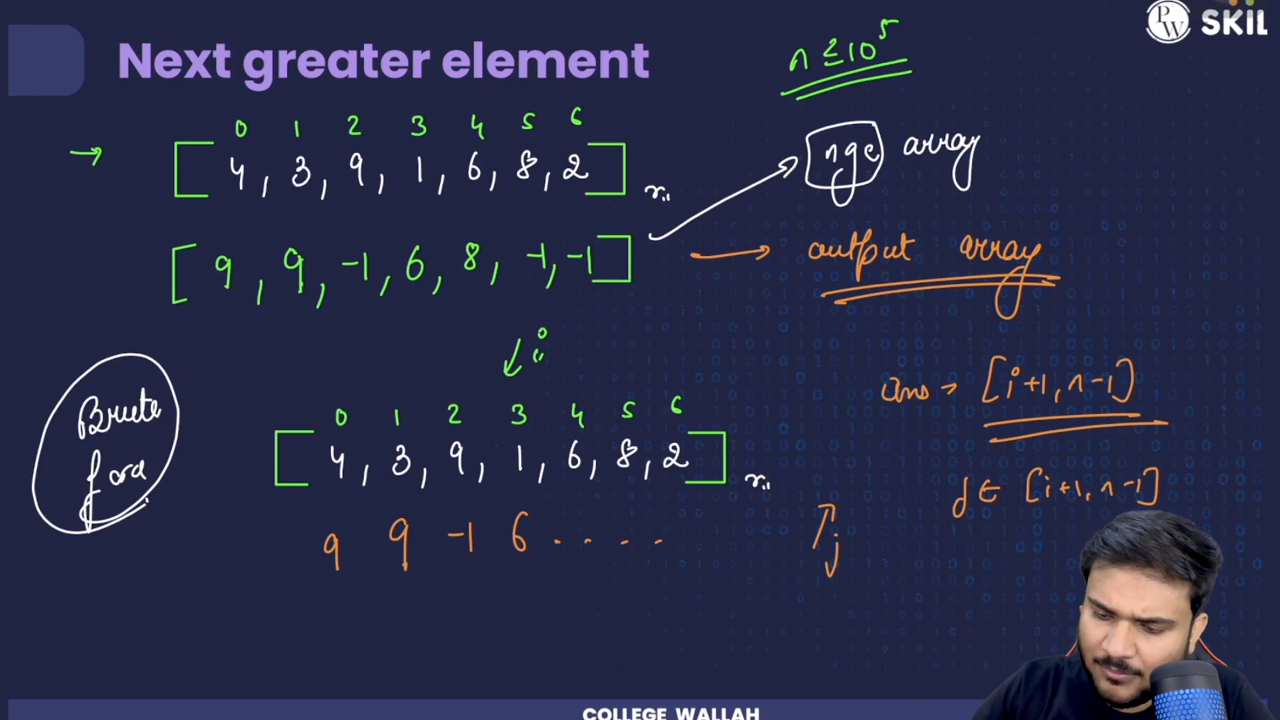 PW SKIL
Next greater element
n ≤ 10^5
0 1 2 3 4 5 6
→ [4, 3, 9, 1, 6, 8, 2]
nge array
[9, 9, -1, 6, 8, -1, -1]
→ output array
i
Brute
force
0 1 2 3 4 5 6
[4, 3, 9, 1, 6, 8, 2]
ans → [i+1, n-1]
j ∈ [i+1, n-1]
9 9 -1 6 . . . .
j
COLLEGE WALLAH